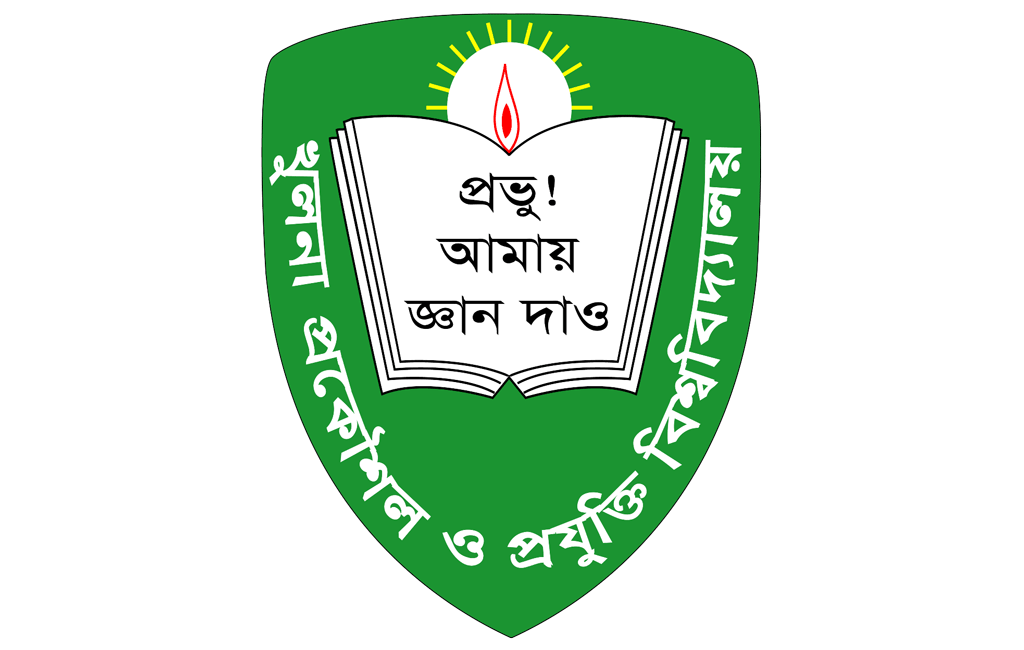 প্রভু!
আমায়
জ্ঞান দাও
খুলনা প্রকৌশল ও প্রযুক্তি বিশ্ববিদ্যালয়